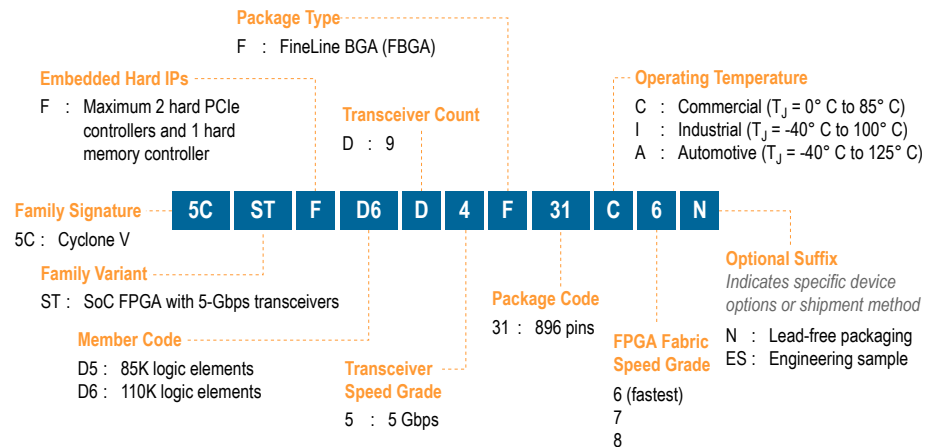 Package Type
F : FineLine BGA (FBGA)
Embedded Hard IPs
F : Maximum 2 hard PCIe
controllers and 1 hard
memory controller
Transceiver Count
D : 9
Operating Temperature
C : Commercial (TJ = 0° C to 85° C)
I : Industrial (TJ = -40° C to 100° C)
A : Automotive (TJ = -40° C to 125° C)
Family Signature
5C : Cyclone V
5C ST F D6 D 4 F 31 C 6 N
Family Variant
ST : SoC FPGA with 5-Gbps transceivers
Member Code
D5 : 85K logic elements
D6 : 110K logic elements
Transceiver
Speed Grade
5 : 5 Gbps
Package Code
31 : 896 pins
FPGA Fabric
Speed Grade
6 (fastest)
7
8
Optional Suffix
Indicates specific device
options or shipment method
N : Lead-free packaging
ES : Engineering sample